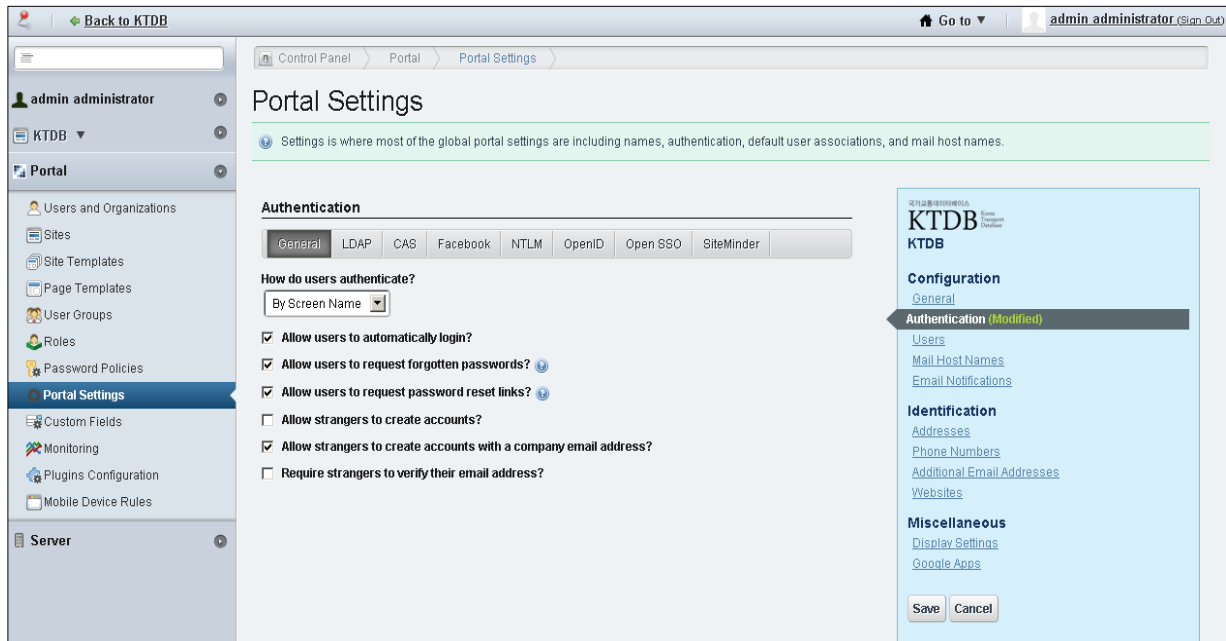 Back to KTDB
Go to ▼
admin administrator (Sign Out)
admin administrator
KTDB ▼
Portal
Users and Organizations
Sites
Site Templates
Page Templates
User Groups
Roles
Password Policies
Portal Settings
Custom Fields
Monitoring
Plugins Configuration
Mobile Device Rules
Server
Control Panel
Portal
Portal Settings
Portal Settings
Settings is where most of the global portal settings are including names, authentication, default user associations, and mail host names.
Authentication
General LDAP CAS Facebook NTLM OpenID Open SSO SiteMinder
How do users authenticate?
By Screen Name
Allow users to automatically login?
Allow users to request forgotten passwords?
Allow users to request password reset links?
Allow strangers to create accounts?
Allow strangers to create accounts with a company email address?
Require strangers to verify their email address?
국가교통데이터베이스
KTDB Korea Transport Database
KTDB
Configuration
General
Authentication (Modified)
Users
Mail Host Names
Email Notifications
Identification
Addresses
Phone Numbers
Additional Email Addresses
Websites
Miscellaneous
Display Settings
Google Apps
Save Cancel